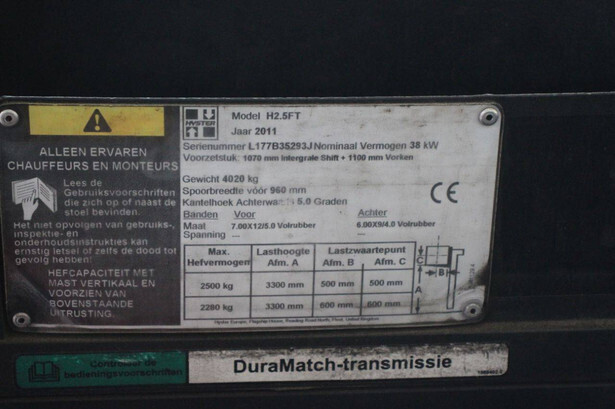 ALLEEN ERVAREN
CHAUFFEURS EN MONTEURS
Lees de
Gebruiksvoorschriften
die zich op of naast de
stoel bevinden.
Het niet opvolgen van gebruiks-,
inspektie- en
onderhoudsinstrukties kan
ernstig letsel of zelfs de dood tot
gevolg hebben!
HEFCAPACITEIT MET
MAST VERTIKAAL EN
VOORZIEN VAN
BOVENSTAANDE
UITRUSTING.
HYSTER
Model H2.5FT
Jaar 2011
Serienummer L177B35293J Nominaal Vermogen 38 kW
Voorzetstuk: 1070 mm Intergrale Shift + 1100 mm Vorken
Gewicht 4020 kg
Spoorbreedte vóór 960 mm
Kantelhoek Achterwaarts 5.0 Graden
CE
Banden Voor Achter
Maat 7.00X12/5.0 Volrubber 6.00X9/4.0 Volrubber
Spanning --- ---
Max. Hefvermogen Lasthoogte Afm. A Lastzwaartepunt Afm. B Afm. C
2500 kg 3300 mm 500 mm 500 mm
2280 kg 3300 mm 600 mm 600 mm
C
B
A
Controleer de
bedieningsvoorschriften
DuraMatch-transmissie